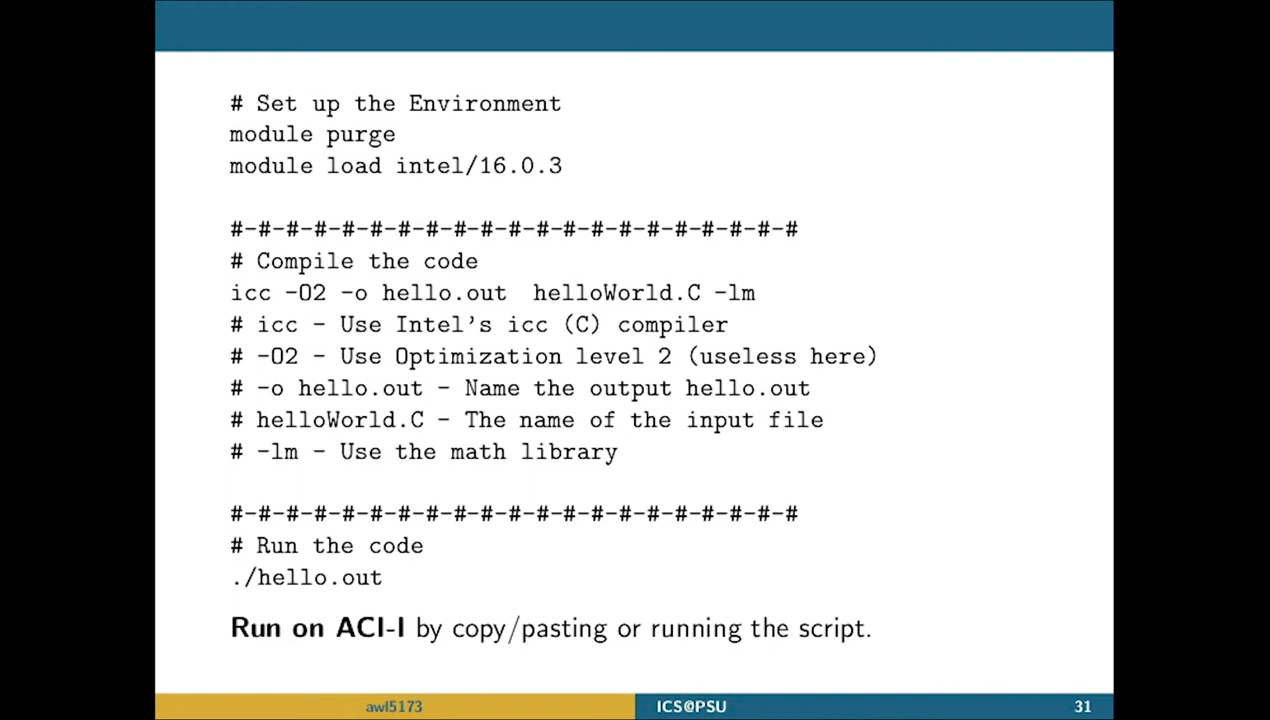 # Set up the Environment
module purge
module load intel/16.0.3
#-#-#-#-#-#-#-#-#-#-#-#-#-#-#-#-#-#-#-#-#
# Compile the code
icc -O2 -o hello.out  helloWorld.C -lm
# icc - Use Intel's icc (C) compiler
# -O2 - Use Optimization level 2 (useless here)
# -o hello.out - Name the output hello.out
# helloWorld.C - The name of the input file
# -lm - Use the math library
#-#-#-#-#-#-#-#-#-#-#-#-#-#-#-#-#-#-#-#-#
# Run the code
./hello.out
Run on ACI-I by copy/pasting or running the script.
awl5173 ICS@PSU 31